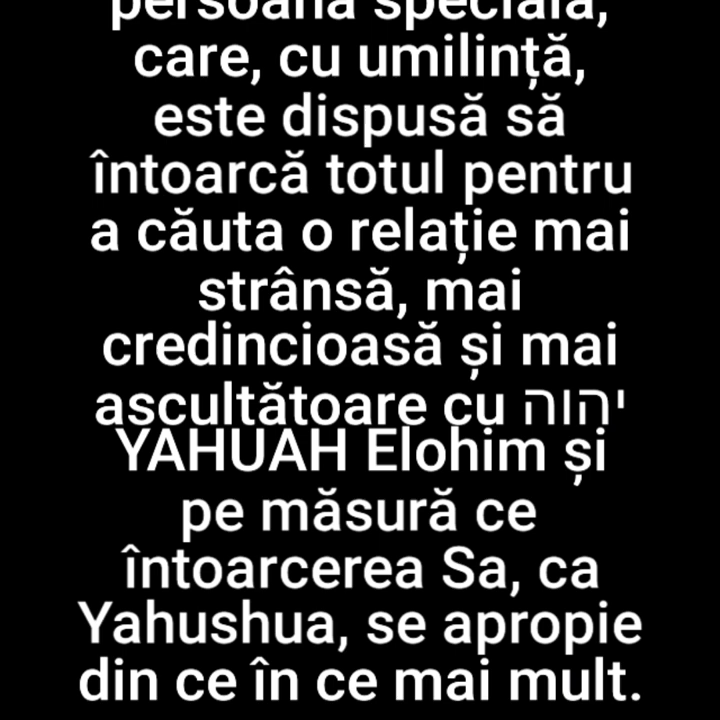 persoană specială,
care, cu umilință,
este dispusă să
întoarcă totul pentru
a căuta o relație mai
strânsă, mai
credincioasă și mai
ascultătoare cu יהוה
YAHUAH Elohim și
pe măsură ce
întoarcerea Sa, ca
Yahushua, se apropie
din ce în ce mai mult.